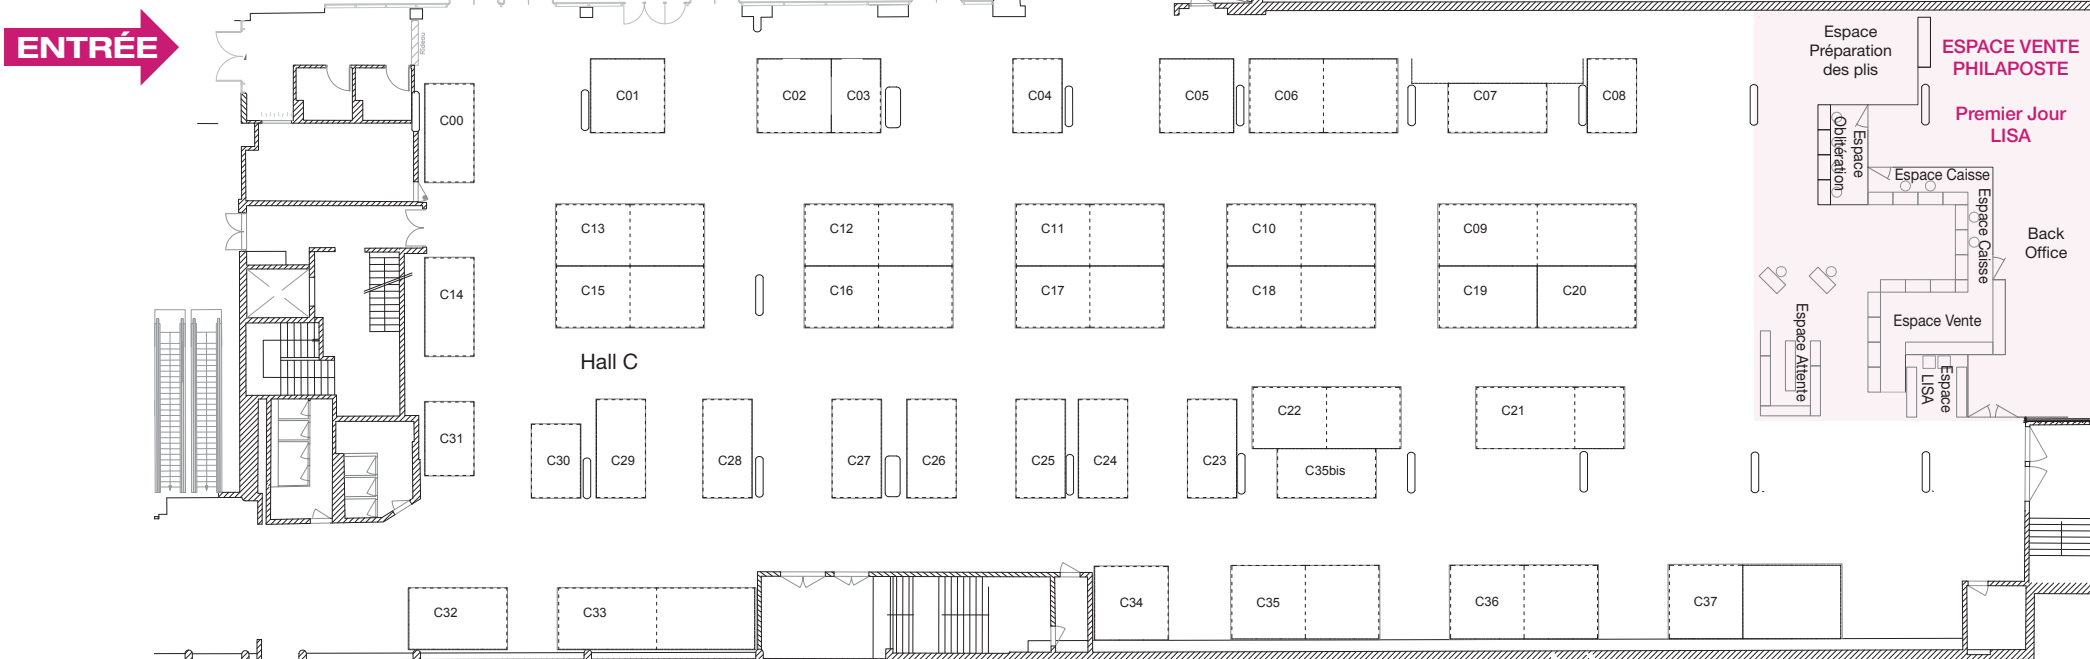 ENTRÉE
Rideau
Espace
Préparation
des plis
ESPACE VENTE
PHILAPOSTE
Premier Jour
LISA
C00
C01
C02
C03
C04
C05
C06
C07
C08
Espace
Oblitération
Espace Caisse
Espace Caisse
Back
Office
C13
C12
C11
C10
C09
C14
C15
C16
C17
C18
C19
C20
Espace Vente
Espace Attente
Espace
LISA
Hall C
C22
C21
C31
C30
C29
C28
C27
C26
C25
C24
C23
C35bis
C32
C33
C34
C35
C36
C37